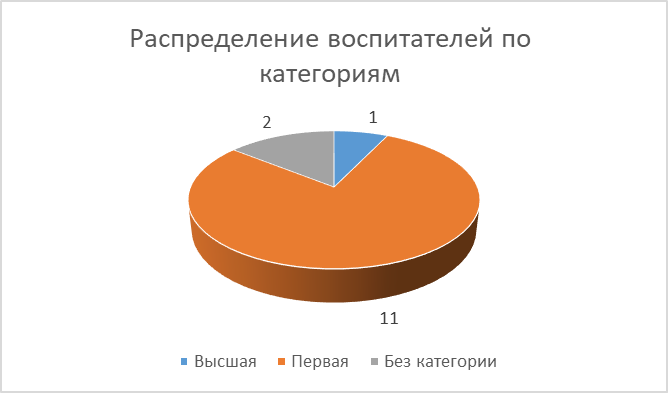 Распределение воспитателей по
категориям
1
2
11
Высшая Первая Без категории